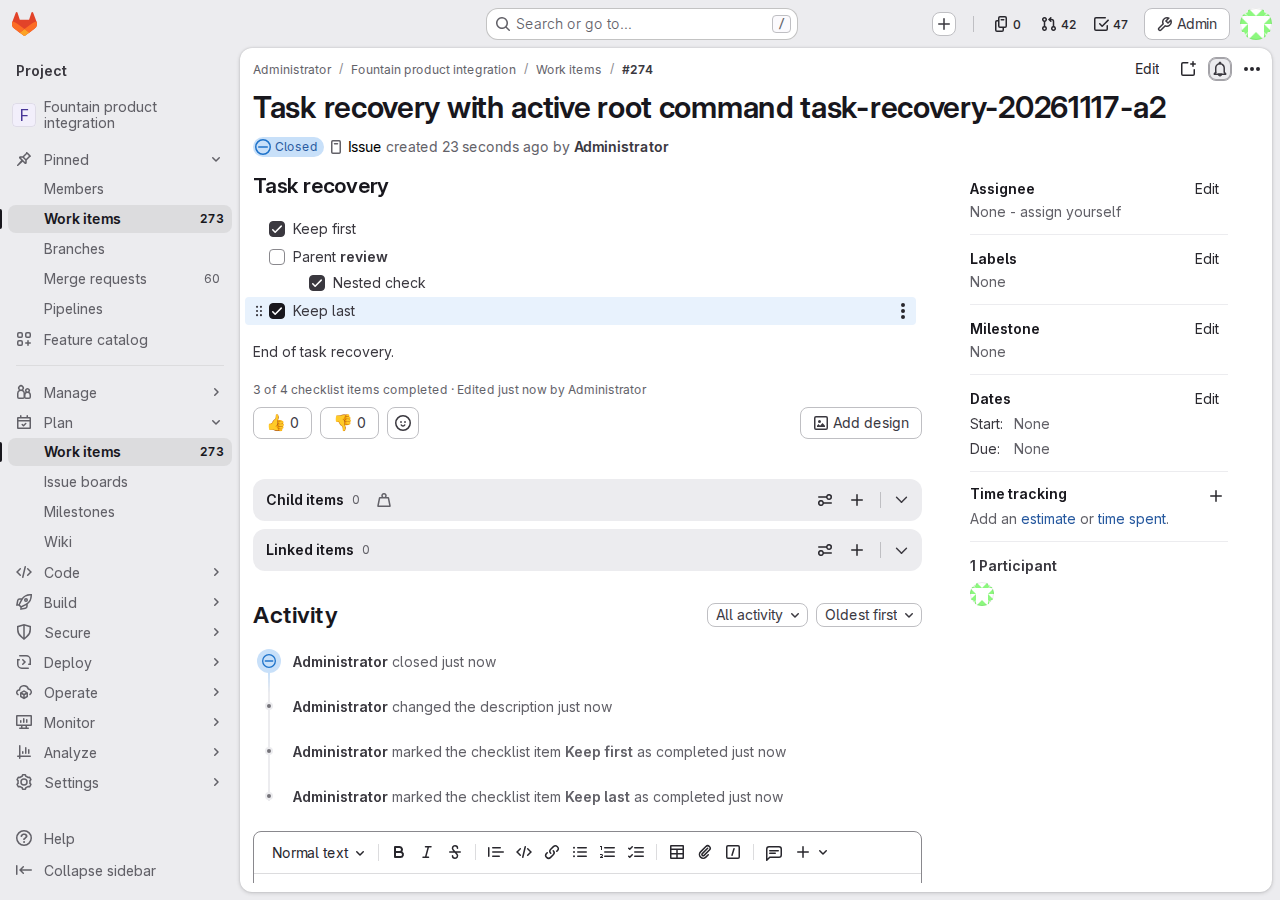 Search or go to...
/
0
42
47
Admin
Project
F
Fountain product integration
Pinned
Members
Work items 273
Branches
Merge requests 60
Pipelines
Feature catalog
Manage
Plan
Work items 273
Issue boards
Milestones
Wiki
Code
Build
Secure
Deploy
Operate
Monitor
Analyze
Settings
Help
Collapse sidebar
Administrator / Fountain product integration / Work items / #274
Edit
Task recovery with active root command task-recovery-20261117-a2
Closed Issue created 23 seconds ago by Administrator
Task recovery
Keep first
Parent review
Nested check
Keep last
End of task recovery.
3 of 4 checklist items completed · Edited just now by Administrator
👍 0
👎 0
Add design
Child items 0
Linked items 0
Activity
All activity
Oldest first
Administrator closed just now
Administrator changed the description just now
Administrator marked the checklist item Keep first as completed just now
Administrator marked the checklist item Keep last as completed just now
Normal text
Assignee Edit
None - assign yourself
Labels Edit
None
Milestone Edit
None
Dates Edit
Start: None
Due: None
Time tracking
Add an estimate or time spent.
1 Participant